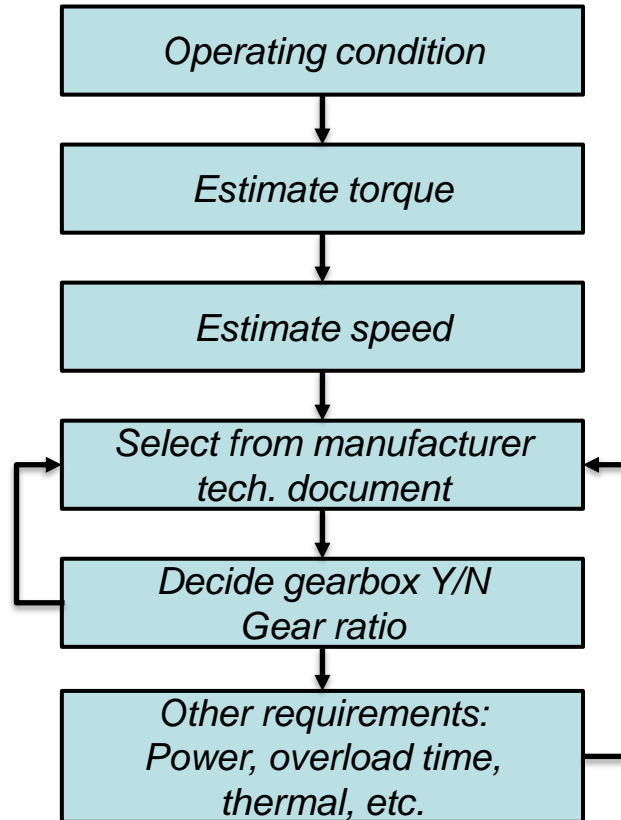 Operating condition
Estimate torque
Estimate speed
Select from manufacturer
tech. document
Decide gearbox Y/N
Gear ratio
Other requirements:
Power, overload time,
thermal, etc.